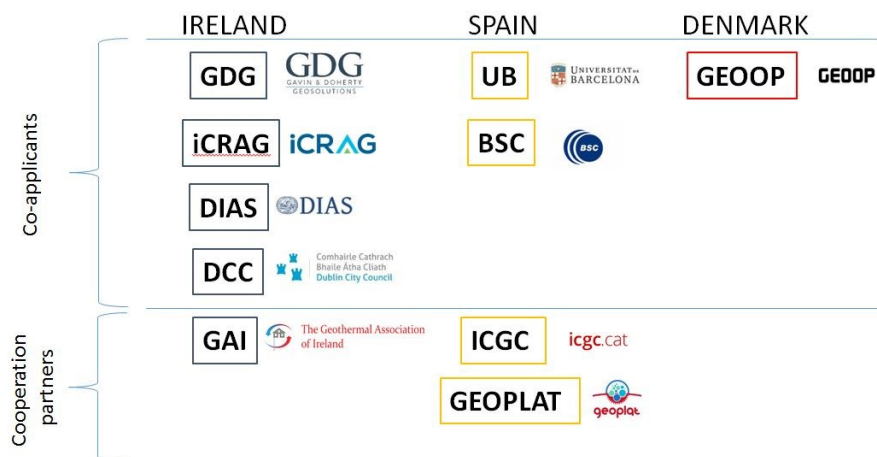 IRELAND SPAIN DENMARK
Co-applicants
GDG GDG UB UNIVERSITAT DE GEOOP GEOOP
GAVIN & DOHERTY BARCELONA
GEOSOLUTIONS
iCRAG iCRAG BSC BSC
DIAS DIAS
DCC Comhairle Cathrach
Bhaile Átha Cliath
Dublin City Council
Cooperation
partners
GAI The Geothermal Association ICGC icgc.cat
of Ireland
GEOPLAT geoplat